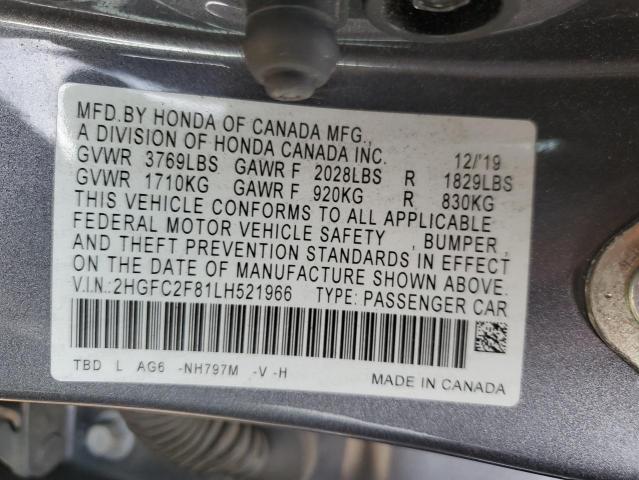 MFD.BY HONDA OF CANADA MFG.,
A DIVISION OF HONDA CANADA INC. 12/'19
GVWR 3769LBS GAWR F 2028LBS R 1829LBS
GVWR 1710KG GAWR F 920KG R 830KG
THIS VEHICLE CONFORMS TO ALL APPLICABLE
FEDERAL MOTOR VEHICLE SAFETY , BUMPER ,
AND THEFT PREVENTION STANDARDS IN EFFECT
ON THE DATE OF MANUFACTURE SHOWN ABOVE.
V.I.N.:2HGFC2F81LH521966 TYPE: PASSENGER CAR
TBD L AG6 -NH797M -V -H
MADE IN CANADA